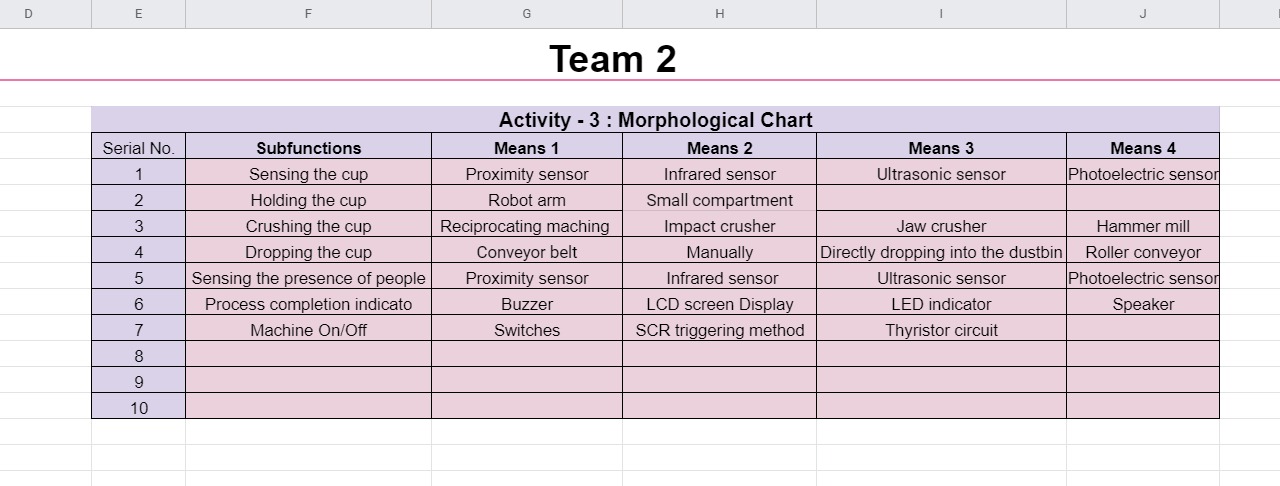 D E F G H I J
Team 2
Activity - 3 : Morphological Chart
Serial No. Subfunctions Means 1 Means 2 Means 3 Means 4
1 Sensing the cup Proximity sensor Infrared sensor Ultrasonic sensor Photoelectric sensor
2 Holding the cup Robot arm Small compartment
3 Crushing the cup Reciprocating maching Impact crusher Jaw crusher Hammer mill
4 Dropping the cup Conveyor belt Manually Directly dropping into the dustbin Roller conveyor
5 Sensing the presence of people Proximity sensor Infrared sensor Ultrasonic sensor Photoelectric sensor
6 Process completion indicato Buzzer LCD screen Display LED indicator Speaker
7 Machine On/Off Switches SCR triggering method Thyristor circuit
8
9
10